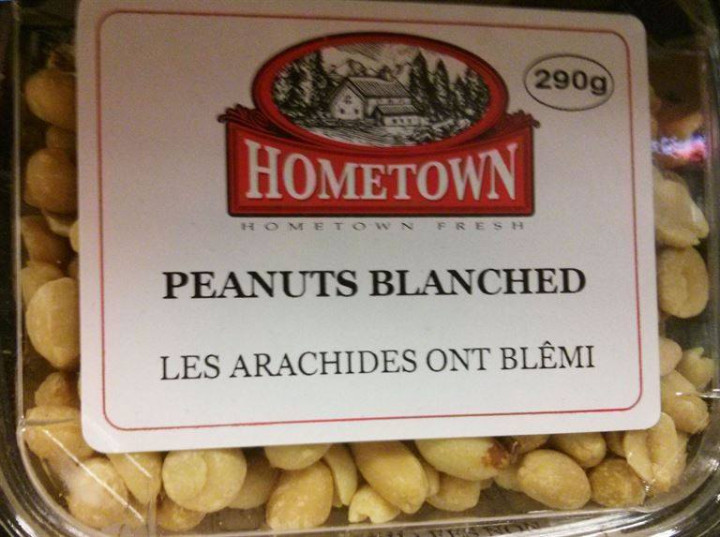 290g
HOMETOWN
HOMETOWN FRESH
PEANUTS BLANCHED
LES ARACHIDES ONT BLÊMI